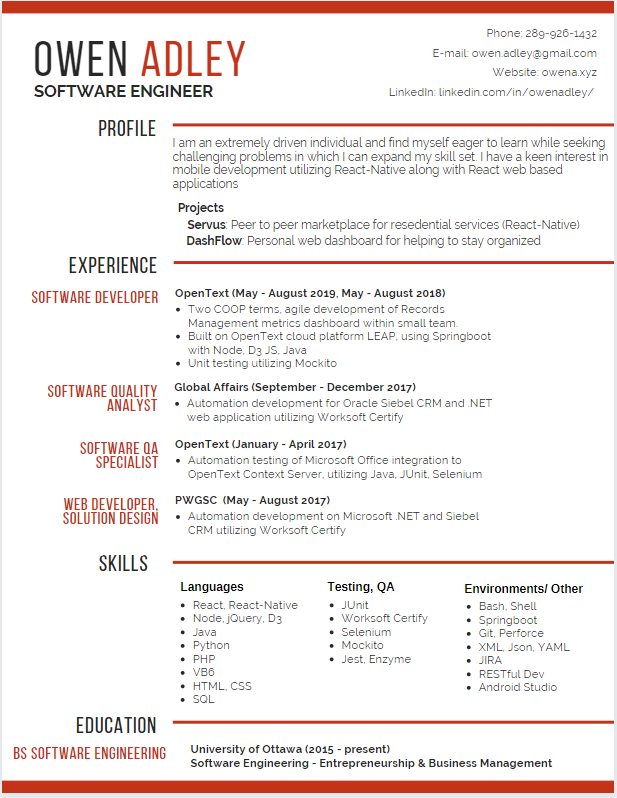 OWEN ADLEY
SOFTWARE ENGINEER
Phone: 289-926-1432
E-mail: owen.adley@gmail.com
Website: owena.xyz
LinkedIn: linkedin.com/in/owenadley/
PROFILE
I am an extremely driven individual and find myself eager to learn while seeking
challenging problems in which I can expand my skill set. I have a keen interest in
mobile development utilizing React-Native along with React web based
applications
Projects
Servus: Peer to peer marketplace for resedential services (React-Native)
DashFlow: Personal web dashboard for helping to stay organized
EXPERIENCE
SOFTWARE DEVELOPER
OpenText (May - August 2019, May - August 2018)
• Two COOP terms, agile development of Records
Management metrics dashboard within small team.
• Built on OpenText cloud platform LEAP, using Springboot
with Node, D3 JS, Java
• Unit testing utilizing Mockito
SOFTWARE QUALITY
ANALYST
Global Affairs (September - December 2017)
• Automation development for Oracle Siebel CRM and .NET
web application utilizing Worksoft Certify
SOFTWARE QA
SPECIALIST
OpenText (January - April 2017)
• Automation testing of Microsoft Office integration to
OpenText Context Server, utilizing Java, JUnit, Selenium
WEB DEVELOPER,
SOLUTION DESIGN
PWGSC (May - August 2017)
• Automation development on Microsoft .NET and Siebel
CRM utilizing Worksoft Certify
SKILLS
Languages
• React, React-Native
• Node, jQuery, D3
• Java
• Python
• PHP
• VB6
• HTML, CSS
• SQL
Testing, QA
• JUnit
• Worksoft Certify
• Selenium
• Mockito
• Jest, Enzyme
Environments/ Other
• Bash, Shell
• Springboot
• Git, Perforce
• XML, Json, YAML
• JIRA
• RESTful Dev
• Android Studio
EDUCATION
BS SOFTWARE ENGINEERING
University of Ottawa (2015 - present)
Software Engineering - Entrepreneurship & Business Management